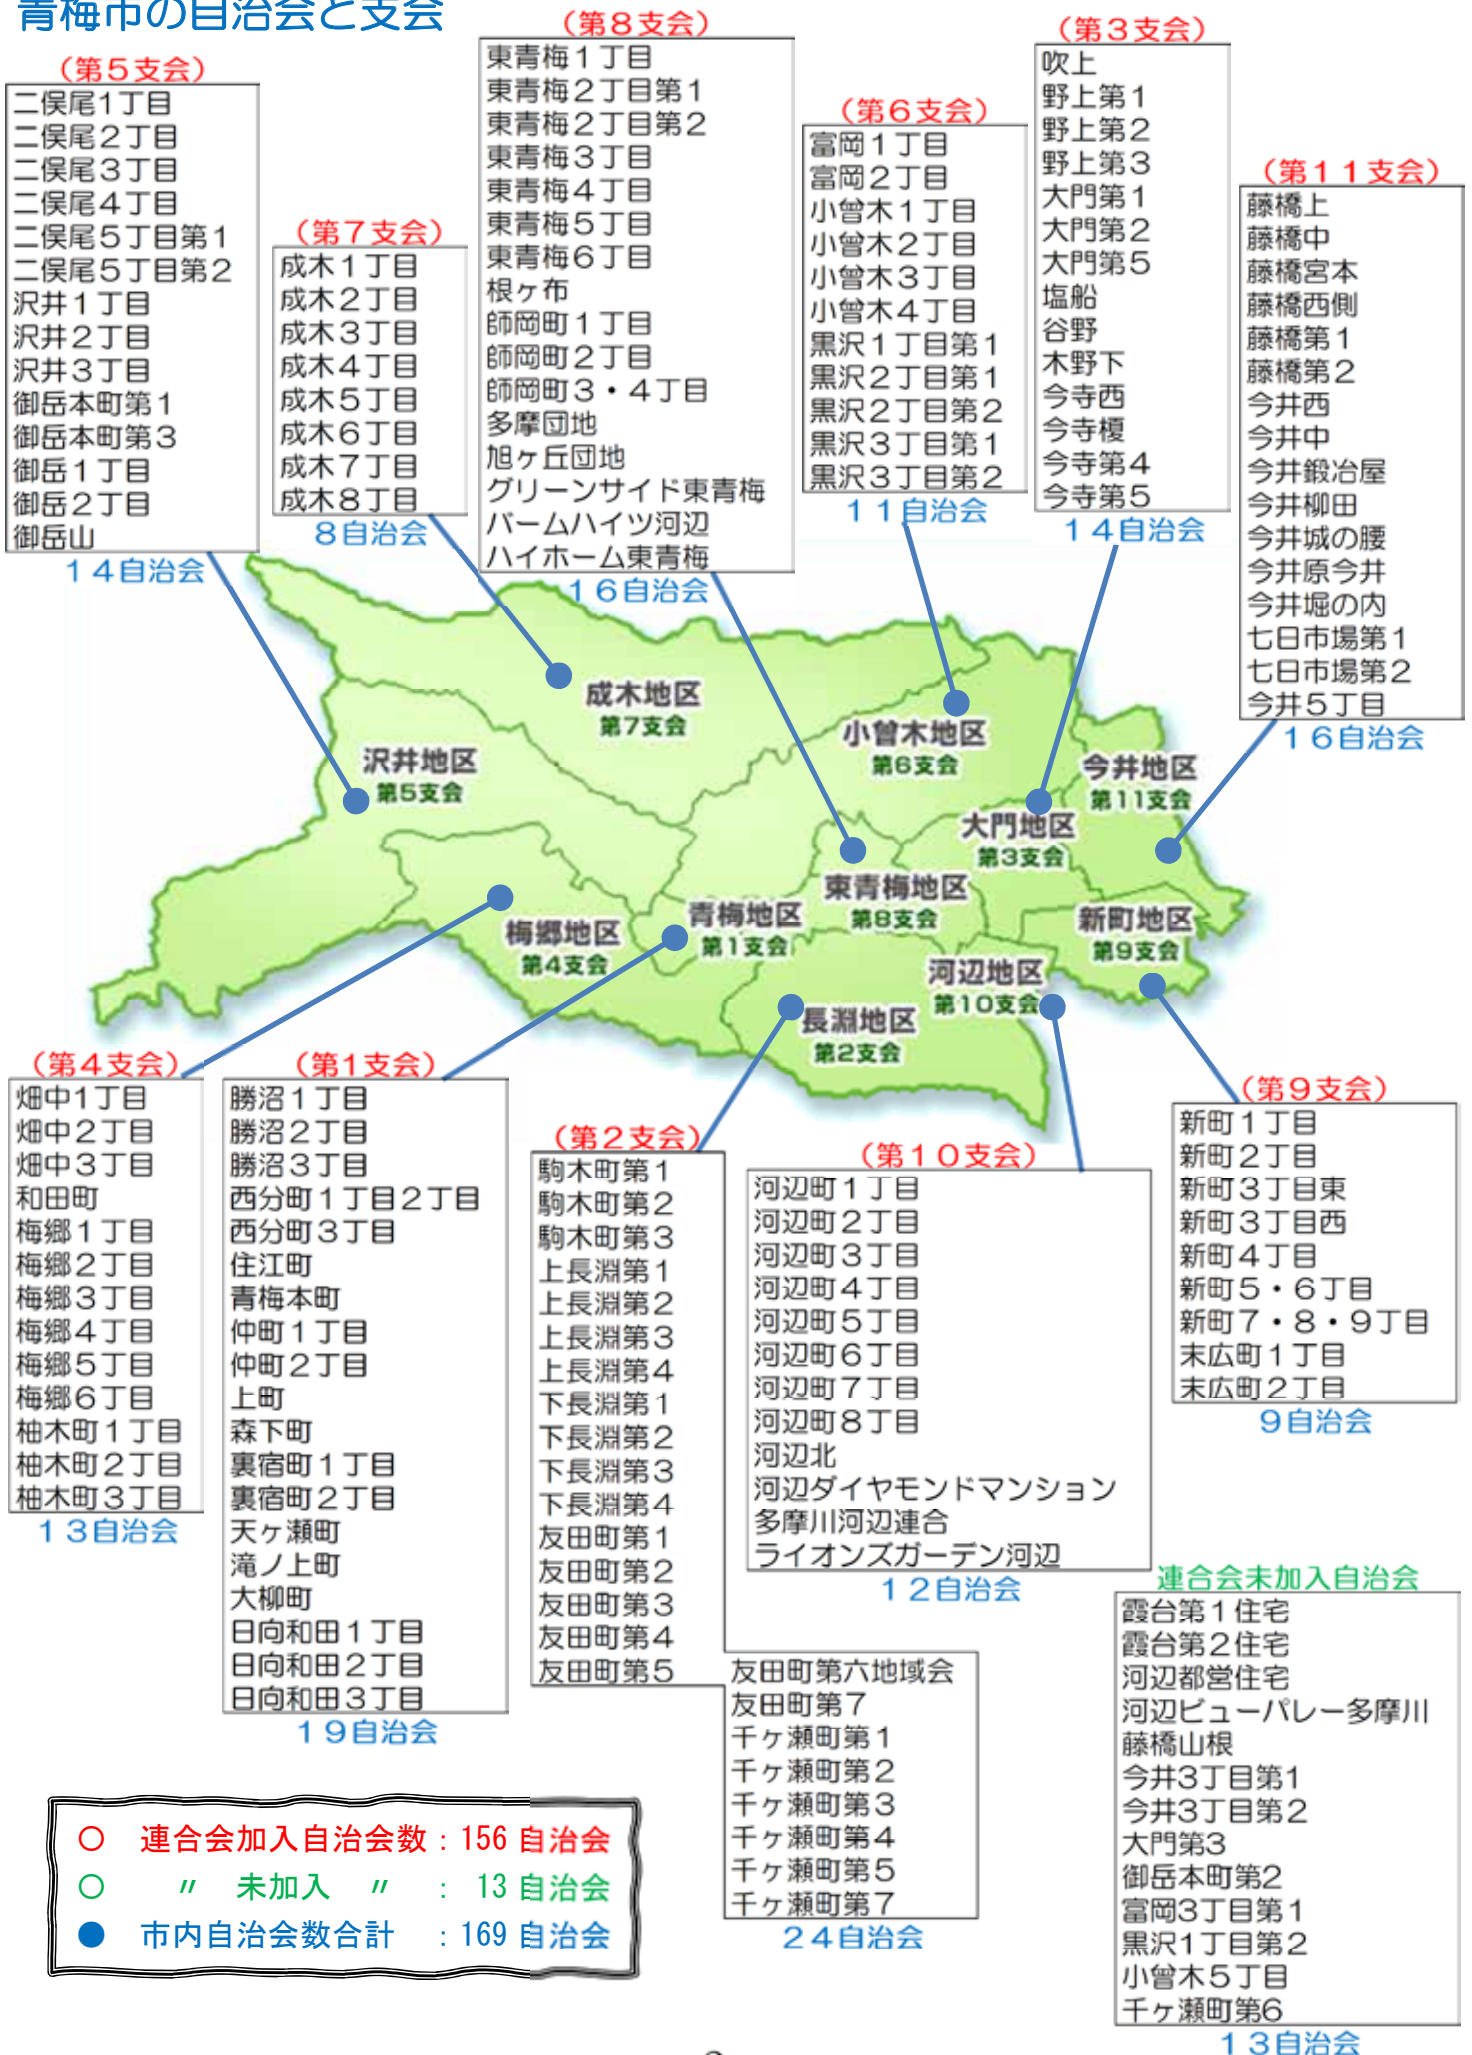 青梅市の自治会と支会
（第５支会）
二俣尾１丁目
二俣尾２丁目
二俣尾３丁目
二俣尾４丁目
二俣尾５丁目第１
二俣尾５丁目第２
沢井１丁目
沢井２丁目
沢井３丁目
御岳本町第１
御岳本町第３
御岳１丁目
御岳２丁目
御岳山
１４自治会
（第７支会）
成木１丁目
成木２丁目
成木３丁目
成木４丁目
成木５丁目
成木６丁目
成木７丁目
成木８丁目
８自治会
（第８支会）
東青梅１丁目
東青梅２丁目第１
東青梅２丁目第２
東青梅３丁目
東青梅４丁目
東青梅５丁目
東青梅６丁目
根ヶ布
師岡町１丁目
師岡町２丁目
師岡町３・４丁目
多摩団地
旭ヶ丘団地
グリーンサイド東青梅
バームハイツ河辺
ハイホーム東青梅
１６自治会
（第６支会）
富岡１丁目
富岡２丁目
小曾木１丁目
小曾木２丁目
小曾木３丁目
小曾木４丁目
黒沢１丁目第１
黒沢２丁目第１
黒沢２丁目第２
黒沢３丁目第１
黒沢３丁目第２
１１自治会
（第３支会）
吹上
野上第１
野上第２
野上第３
大門第１
大門第２
大門第５
塩船
谷野
木野下
今寺西
今寺榎
今寺第４
今寺第５
１４自治会
（第１１支会）
藤橋上
藤橋中
藤橋宮本
藤橋西側
藤橋第１
藤橋第２
今井西
今井中
今井鍛冶屋
今井柳田
今井城の腰
今井原今井
今井堀の内
七日市場第１
七日市場第２
今井５丁目
１６自治会
成木地区
第7支会
小曾木地区
第6支会
沢井地区
第5支会
今井地区
第11支会
大門地区
第3支会
東青梅地区
第8支会
青梅地区
第1支会
新町地区
第9支会
梅郷地区
第4支会
河辺地区
第10支会
長淵地区
第2支会
（第４支会）
畑中１丁目
畑中２丁目
畑中３丁目
和田町
梅郷１丁目
梅郷２丁目
梅郷３丁目
梅郷４丁目
梅郷５丁目
梅郷６丁目
柚木町１丁目
柚木町２丁目
柚木町３丁目
１３自治会
（第１支会）
勝沼１丁目
勝沼２丁目
勝沼３丁目
西分町１丁目２丁目
西分町３丁目
住江町
青梅本町
仲町１丁目
仲町２丁目
上町
森下町
裏宿町１丁目
裏宿町２丁目
天ヶ瀬町
滝ノ上町
大柳町
日向和田１丁目
日向和田２丁目
日向和田３丁目
１９自治会
（第２支会）
駒木町第１
駒木町第２
駒木町第３
上長淵第１
上長淵第２
上長淵第３
上長淵第４
下長淵第１
下長淵第２
下長淵第３
下長淵第４
友田町第１
友田町第２
友田町第３
友田町第４
友田町第５
友田町第六地域会
友田町第７
千ヶ瀬町第１
千ヶ瀬町第２
千ヶ瀬町第３
千ヶ瀬町第４
千ヶ瀬町第５
千ヶ瀬町第７
２４自治会
（第１０支会）
河辺町１丁目
河辺町２丁目
河辺町３丁目
河辺町４丁目
河辺町５丁目
河辺町６丁目
河辺町７丁目
河辺町８丁目
河辺北
河辺ダイヤモンドマンション
多摩川河辺連合
ライオンズガーデン河辺
１２自治会
（第９支会）
新町１丁目
新町２丁目
新町３丁目東
新町３丁目西
新町４丁目
新町５・６丁目
新町７・８・９丁目
末広町１丁目
末広町２丁目
９自治会
連合会未加入自治会
霞台第１住宅
霞台第２住宅
河辺都営住宅
河辺ビューパレー多摩川
藤橋山根
今井3丁目第１
今井3丁目第２
大門第3
御岳本町第２
富岡3丁目第１
黒沢１丁目第２
小曾木５丁目
千ヶ瀬町第６
１３自治会
○ 連合会加入自治会数：156 自治会
○ 〃 未加入 〃 ： 13 自治会
● 市内自治会数合計 ：169 自治会